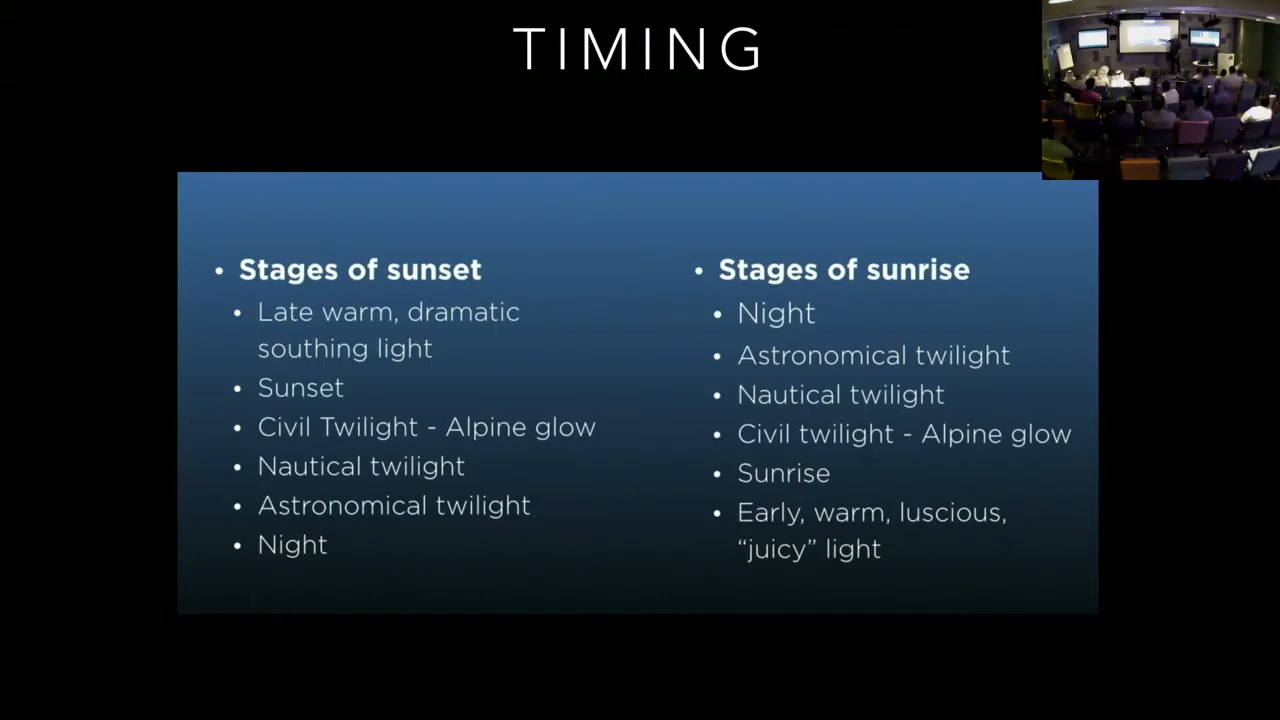 TIMING
• Stages of sunset
• Late warm, dramatic
southing light
• Sunset
• Civil Twilight - Alpine glow
• Nautical twilight
• Astronomical twilight
• Night
• Stages of sunrise
• Night
• Astronomical twilight
• Nautical twilight
• Civil twilight - Alpine glow
• Sunrise
• Early, warm, luscious,
“juicy” light